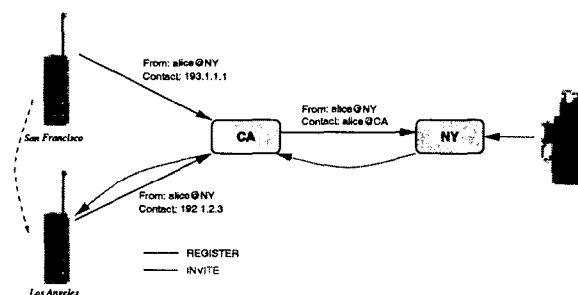 From: alice@NY
Contact: 193.1.1.1
San Francisco
CA
From: alice@NY
Contact: alice@CA
NY
From: alice@NY
Contact: 192 1.2.3
REGISTER
INVITE
Los Angeles